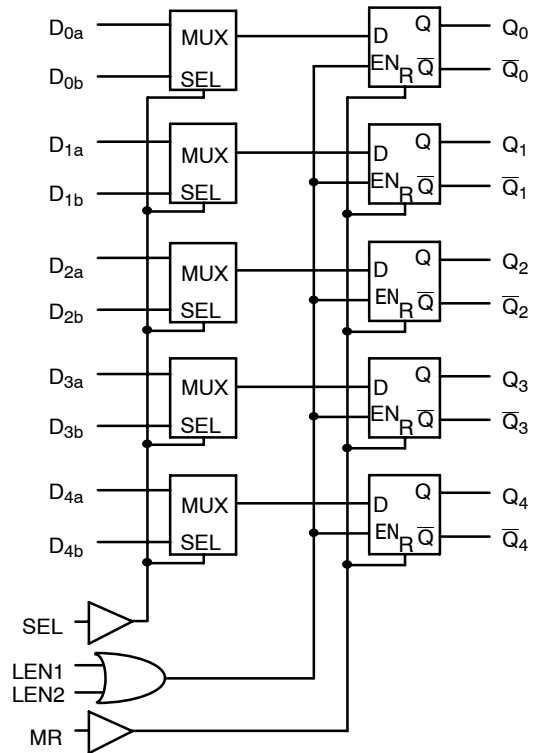 D0a MUX Q Q0
D
D0b SEL EN R Q̅ Q̅0
D1a MUX Q Q1
D
D1b SEL EN R Q̅ Q̅1
D2a MUX Q Q2
D
D2b SEL EN R Q̅ Q̅2
D3a MUX Q Q3
D
D3b SEL EN R Q̅ Q̅3
D4a MUX Q Q4
D
D4b SEL EN R Q̅ Q̅4
SEL
LEN1
LEN2
MR